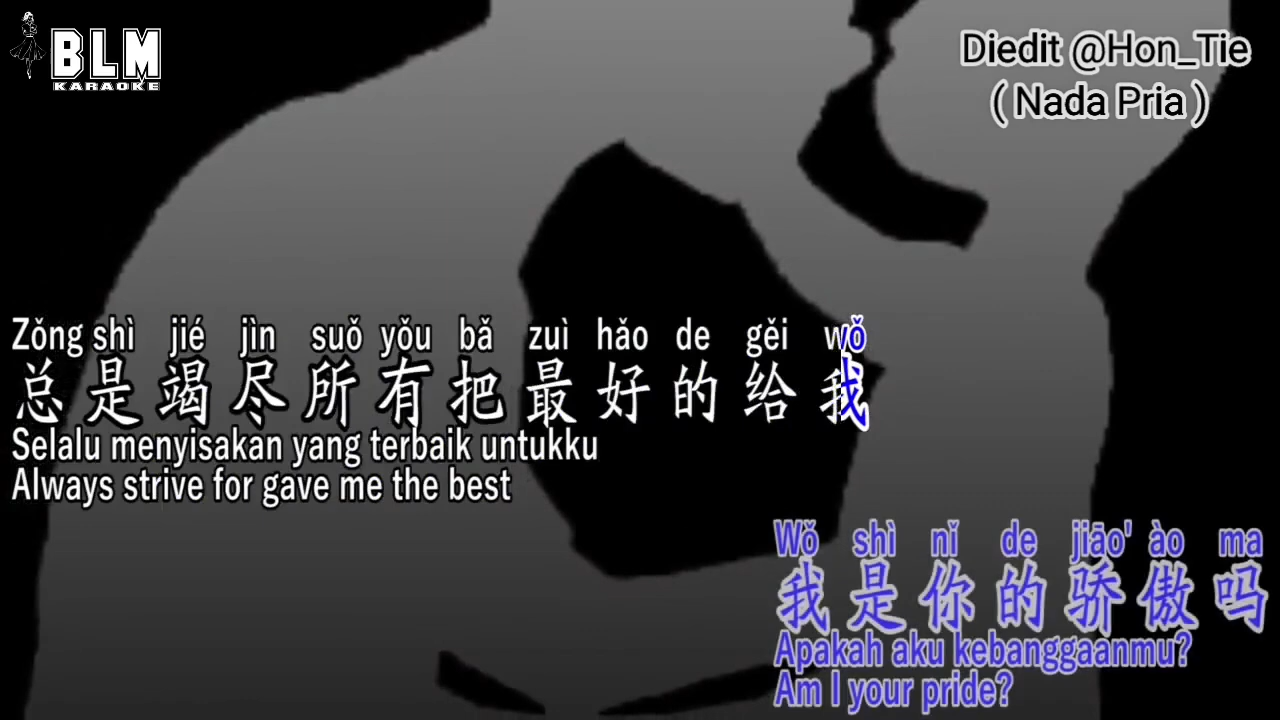 BLM
KARAOKE
Diedit @Hon_Tie
( Nada Pria )
Zǒng shì jié jìn suǒ yǒu bǎ zuì hǎo de gěi wǒ
总是竭尽所有把最好的给我
Selalu menyisakan yang terbaik untukku
Always strive for gave me the best
Wǒ shì nǐ de jiāo' ào ma
我是你的骄傲吗
Apakah aku kebanggaanmu?
Am I your pride?